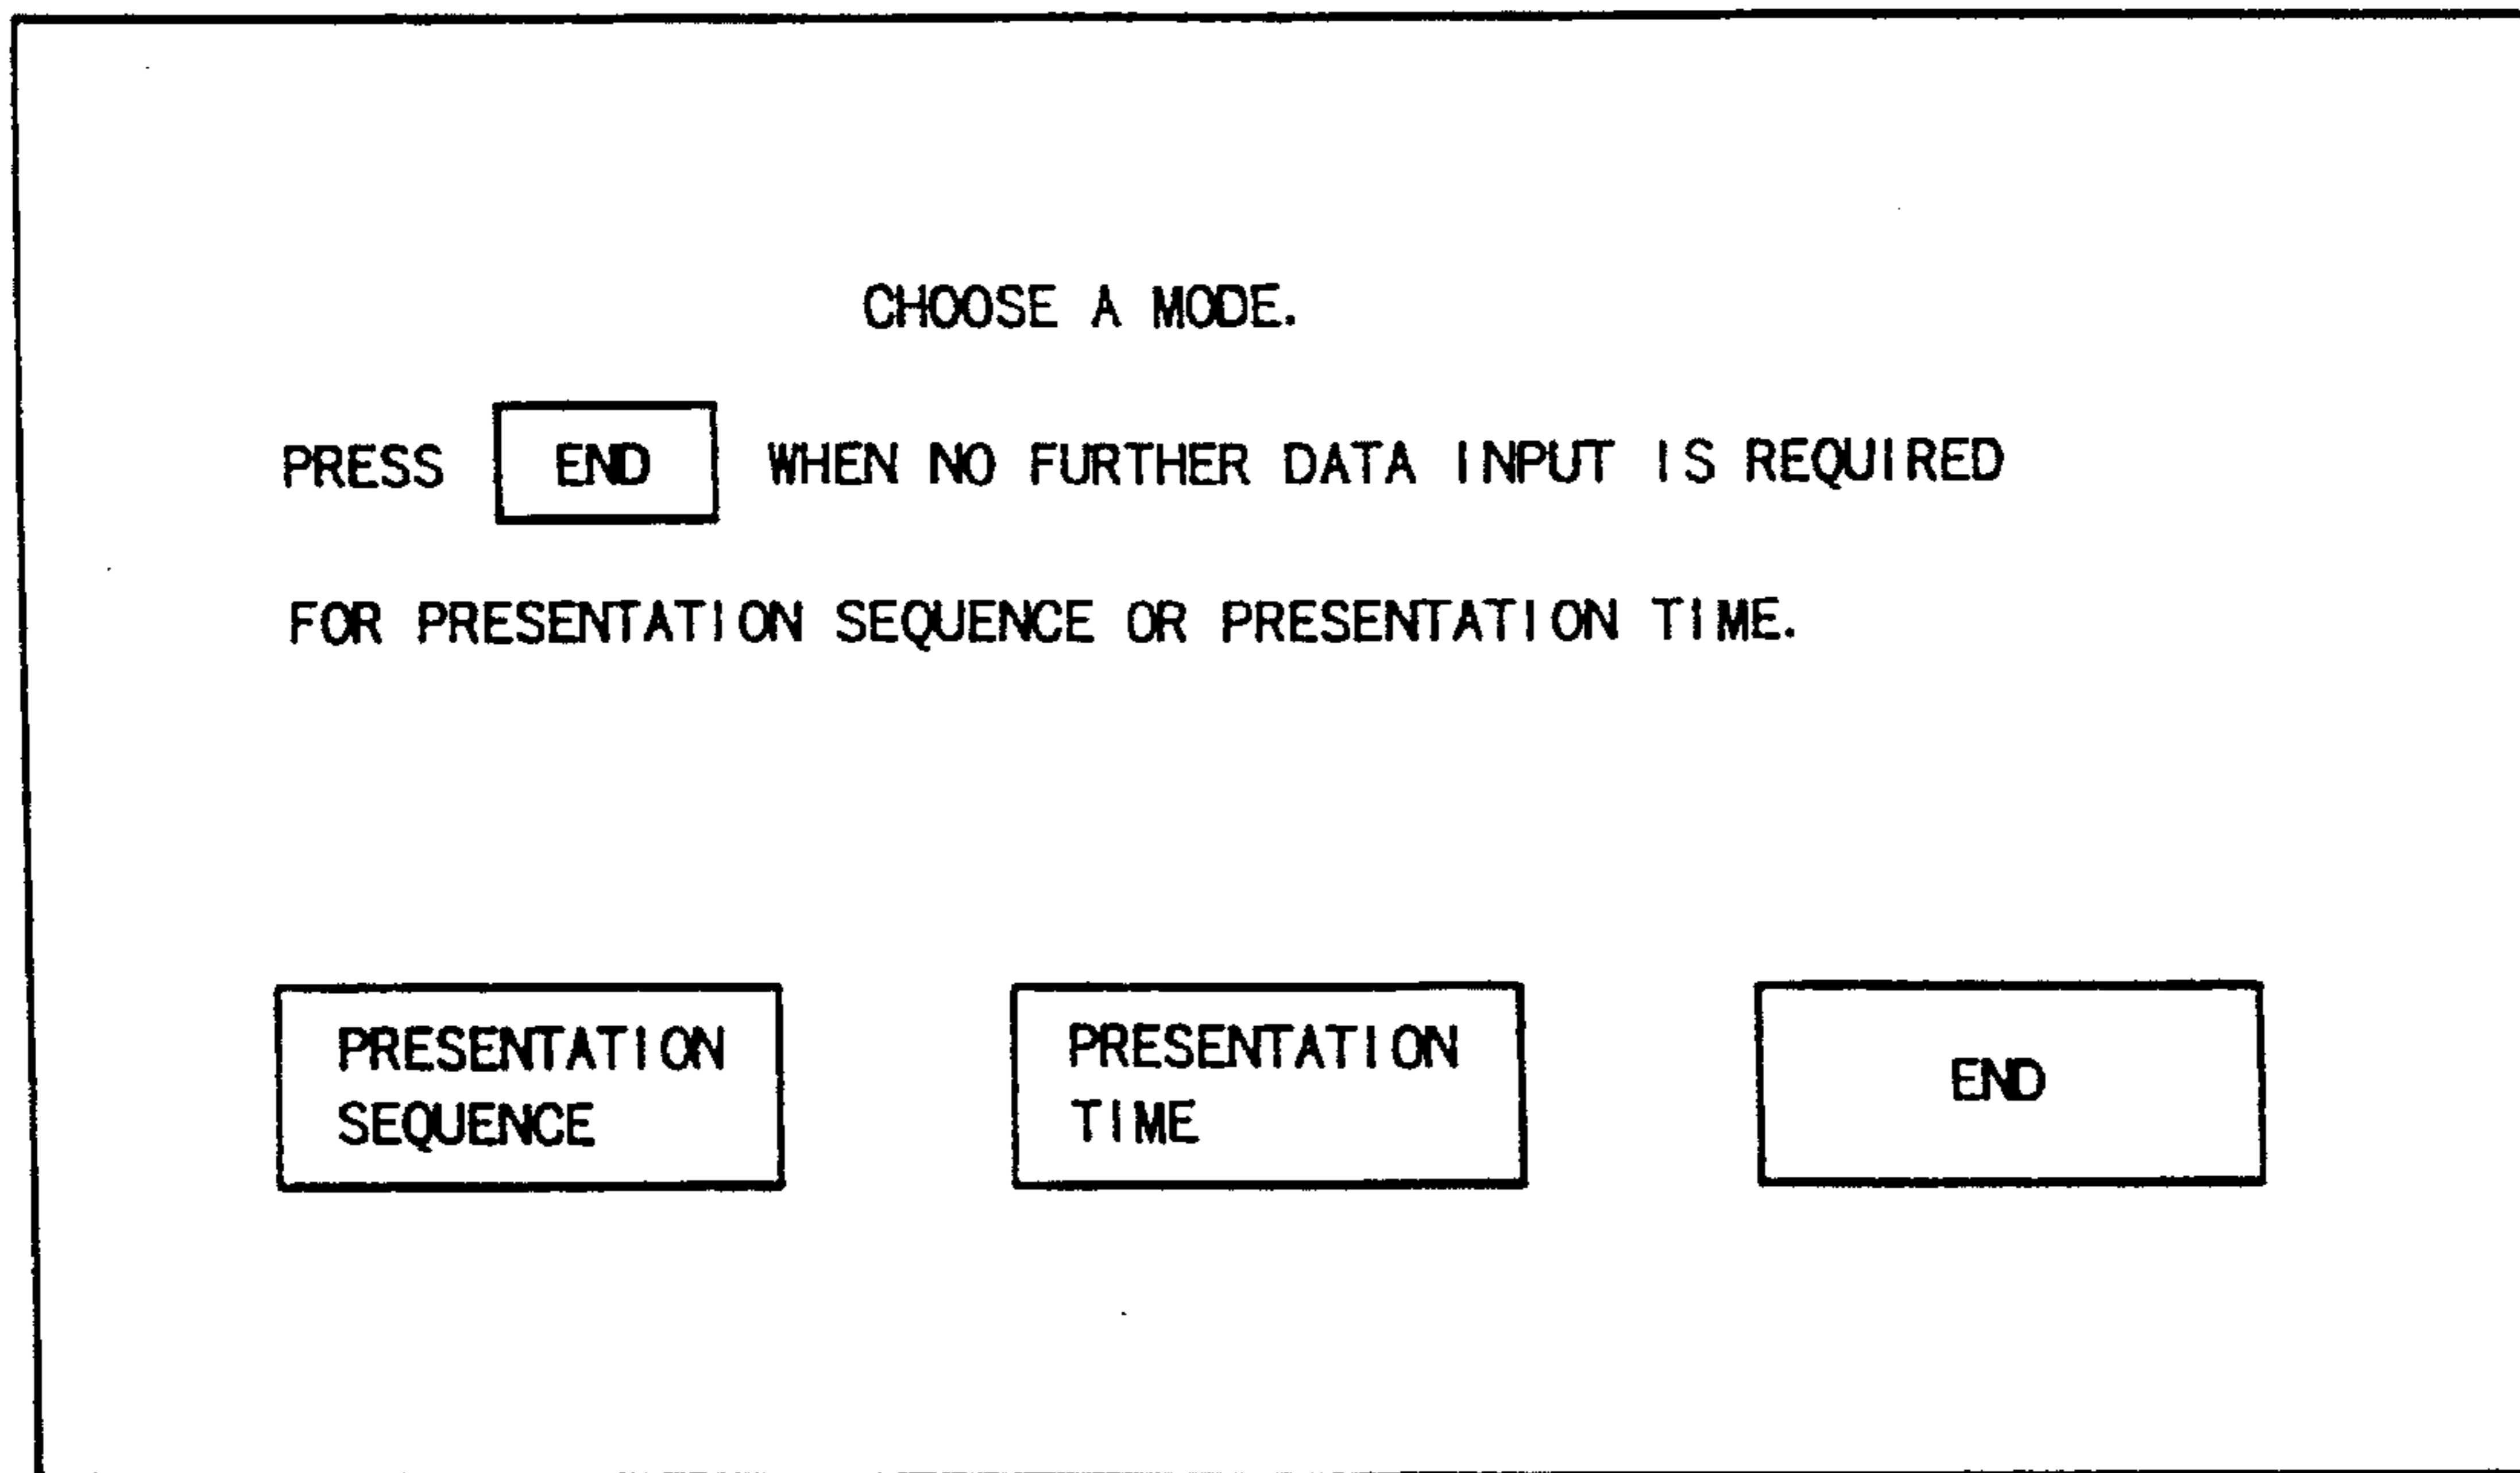 CHOOSE A MODE.
PRESS END WHEN NO FURTHER DATA INPUT IS REQUIRED
FOR PRESENTATION SEQUENCE OR PRESENTATION TIME.
PRESENTATION
SEQUENCE
PRESENTATION
TIME
END